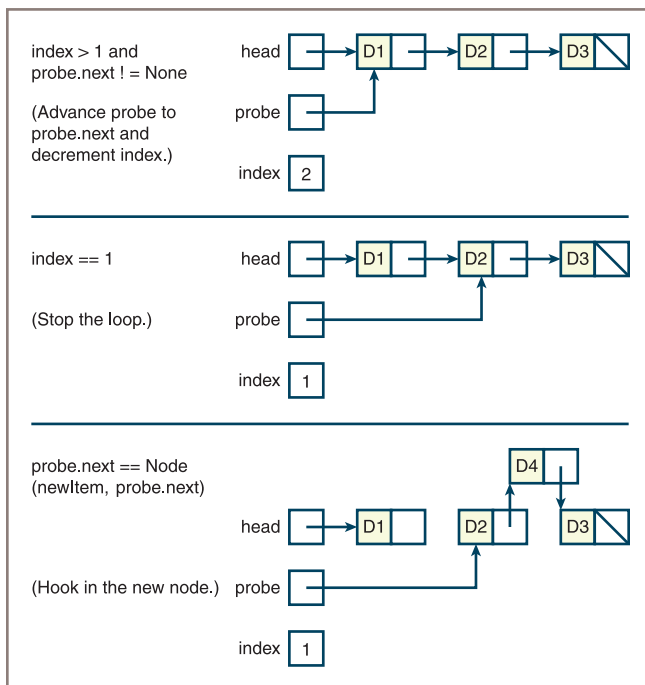 index > 1 and
probe.next ! = None
(Advance probe to
probe.next and
decrement index.)
head
D1
D2
D3
probe
index
2
index == 1
(Stop the loop.)
head
D1
D2
D3
probe
index
1
probe.next == Node
(newItem, probe.next)
(Hook in the new node.)
D4
head
D1
D2
D3
probe
index
1